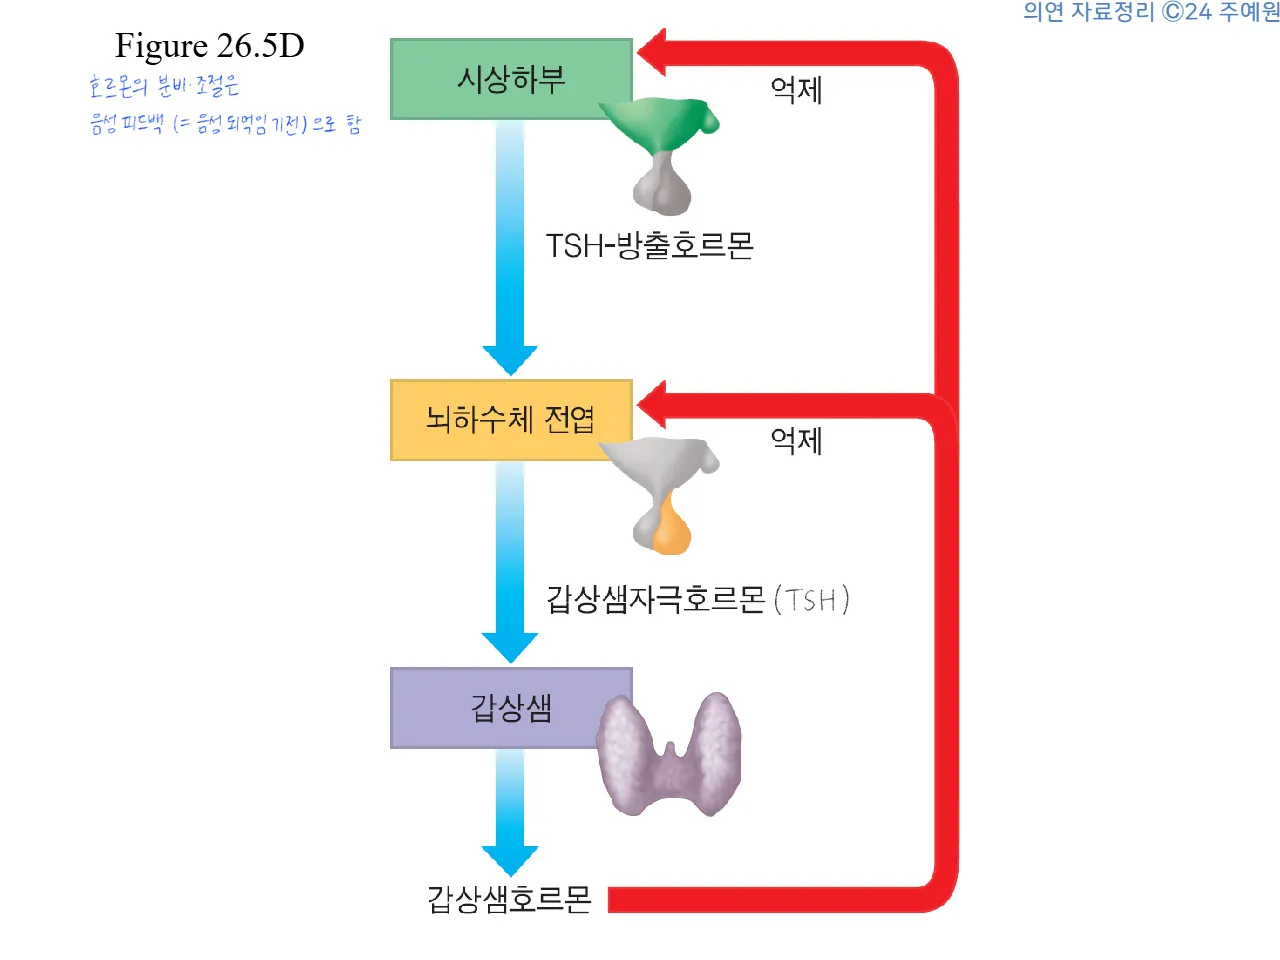 의연 자료정리 ©24 주예원
Figure 26.5D
호르몬의 분비·조절은
음성 피드백 (= 음성 되먹임 기전) 으로 함
시상하부
억제
TSH-방출호르몬
뇌하수체 전엽
억제
갑상샘자극호르몬 (TSH)
갑상샘
갑상샘호르몬